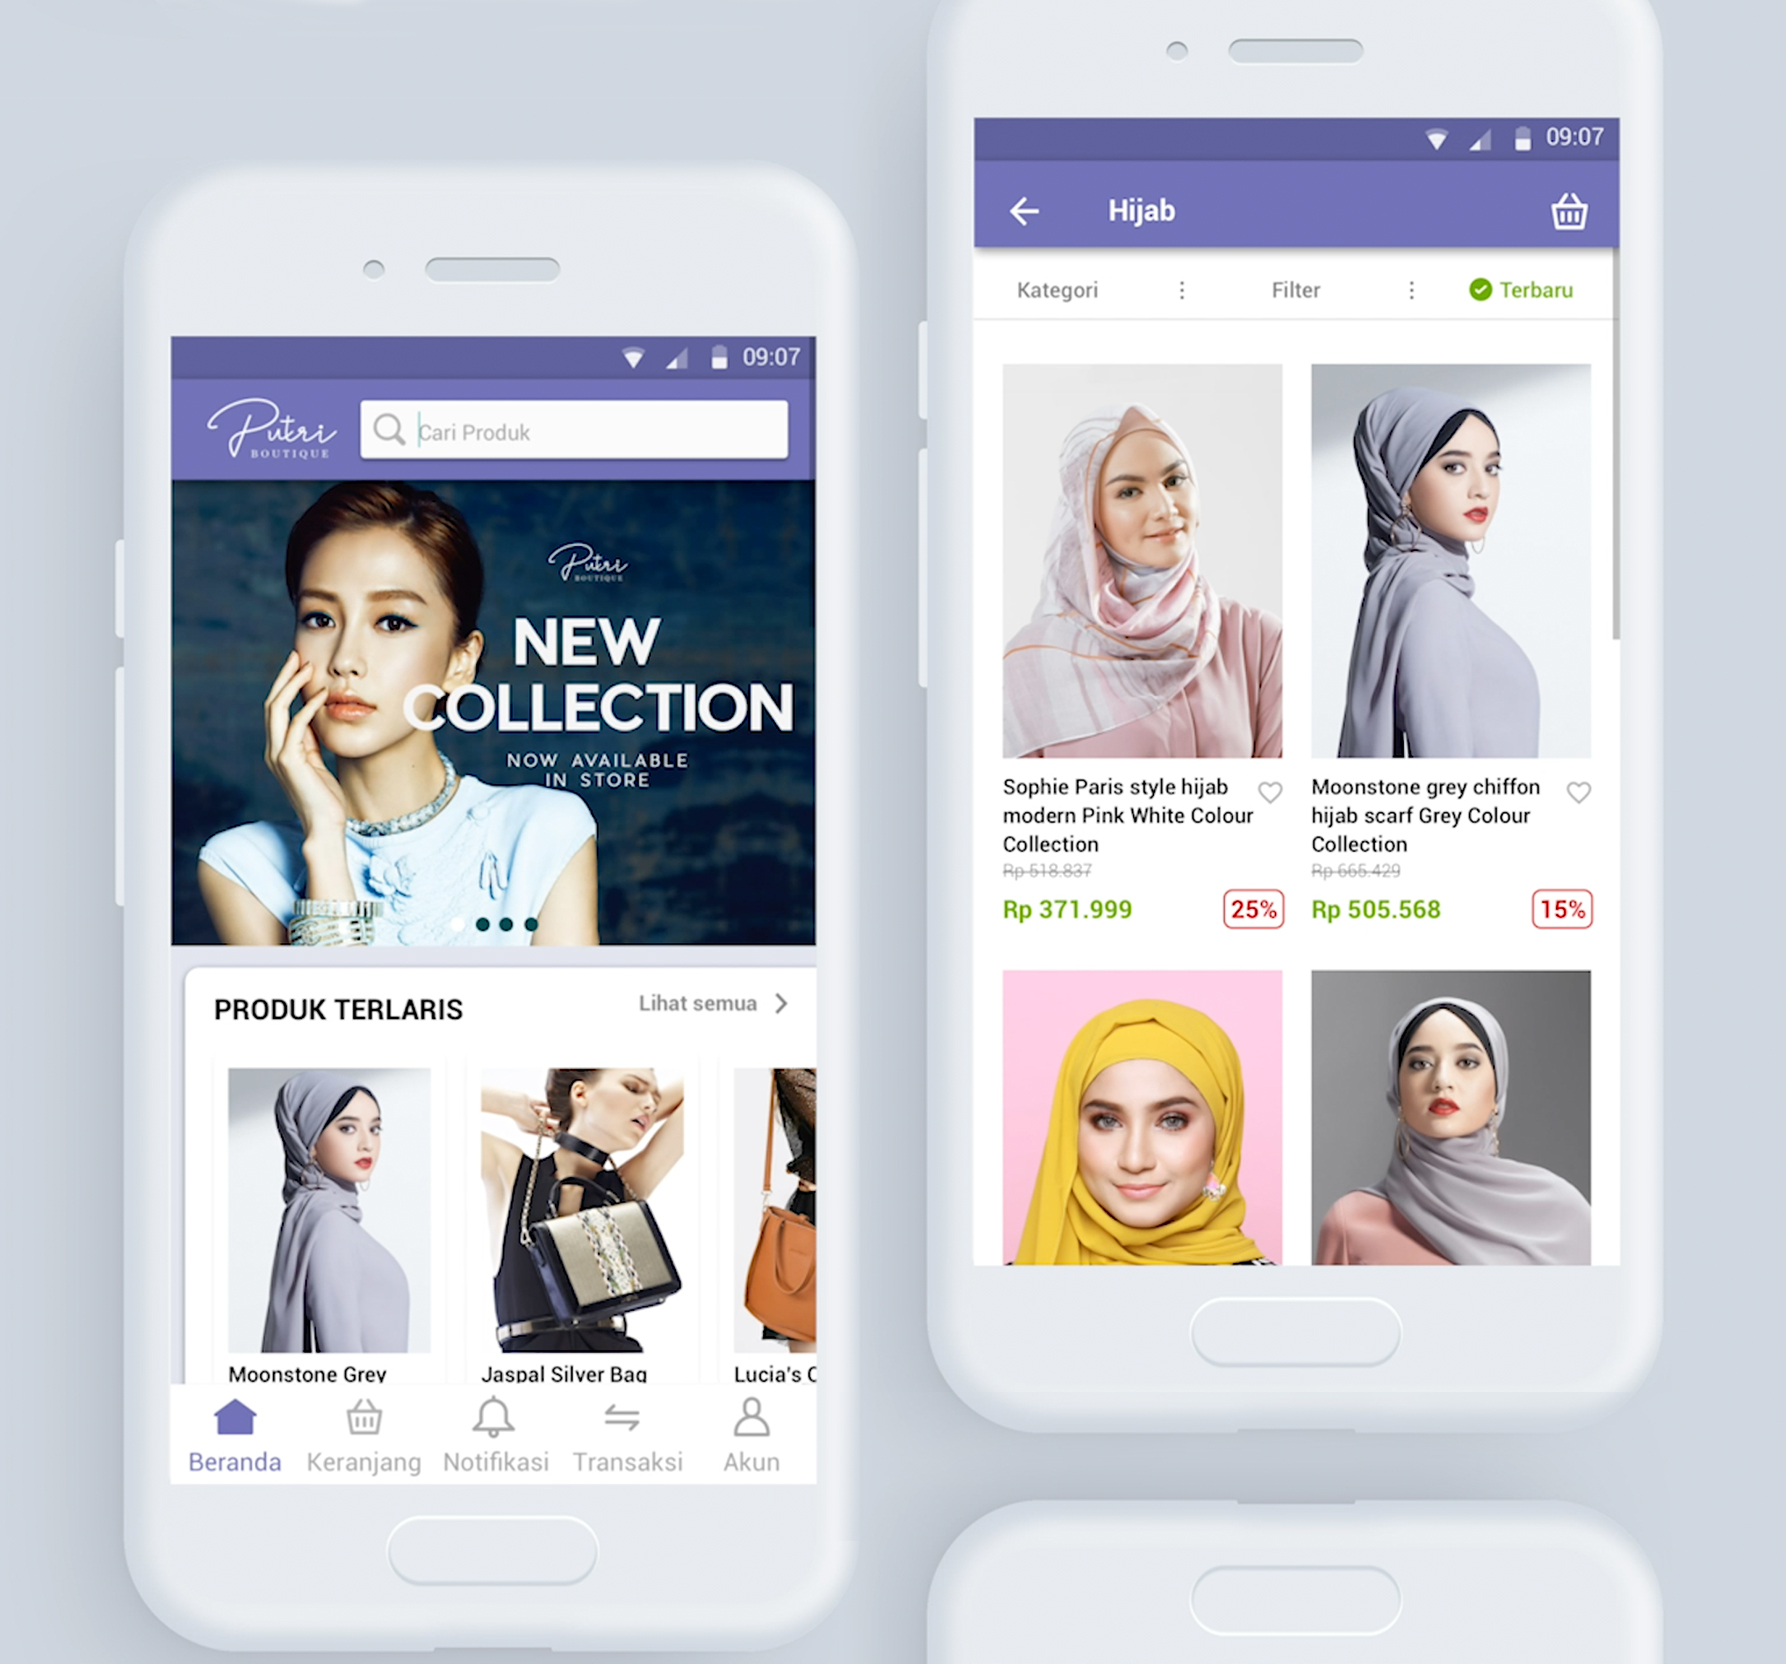 09:07
Putri
BOUTIQUE
Cari Produk
Putri
BOUTIQUE
NEW
COLLECTION
NOW AVAILABLE
IN STORE
PRODUK TERLARIS
Lihat semua
Moonstone Grey
Jaspal Silver Bag
Lucia's
Beranda
Keranjang
Notifikasi
Transaksi
Akun
09:07
Hijab
Kategori
Filter
Terbaru
Sophie Paris style hijab
modern Pink White Colour
Collection
Rp 518.837
Rp 371.999
25%
Moonstone grey chiffon
hijab scarf Grey Colour
Collection
Rp 665.429
Rp 505.568
15%